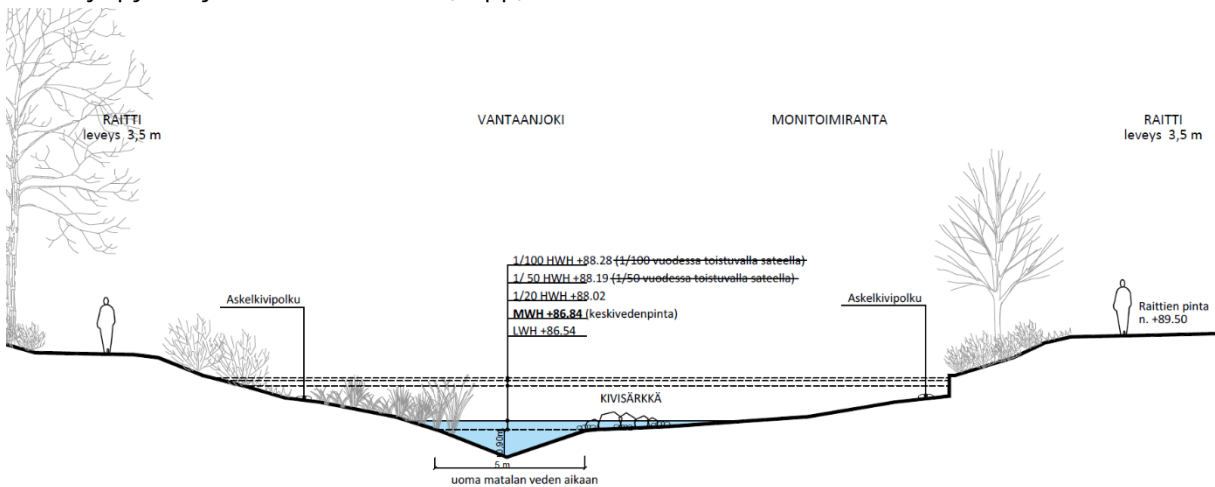 RAITTI
leveys 3,5 m
VANTAANJOKI
MONITOIMIRANTA
RAITTI
leveys 3,5 m
1/100 HWH +88.28 (1/100 vuodessa toistuvalla sateella)
1/ 50 HWH +88.19 (1/50 vuodessa toistuvalla sateella)
1/20 HWH +88.02
MWH +86.84 (keskivedenpinta)
LWH +86.54
Askelkivipolku
Askelkivipolku
Raittien pinta
n. +89.50
KIVISÄRKKÄ
0.90m
5 m
uoma matalan veden aikaan